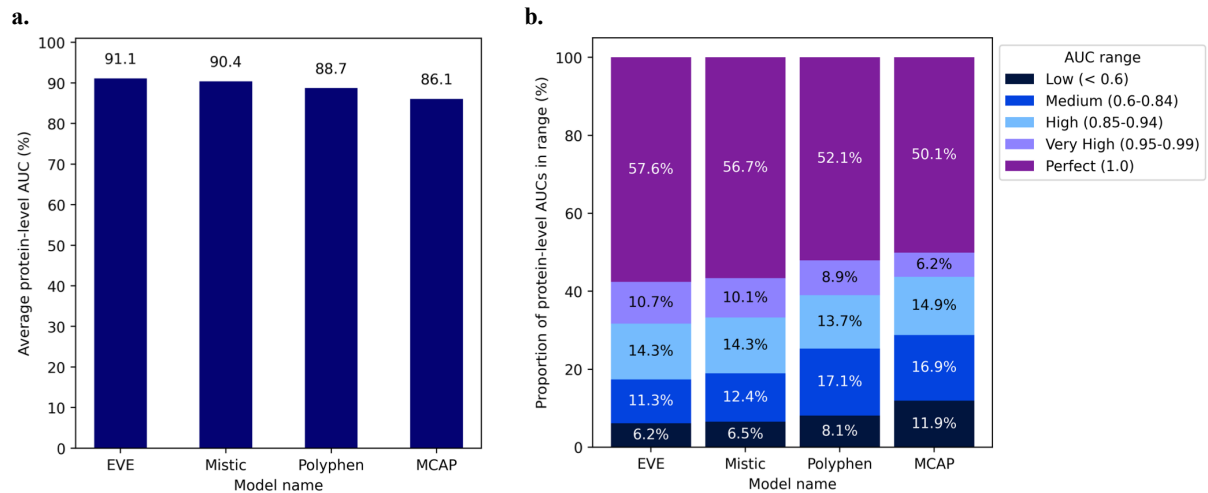 a.
Average protein-level AUC (%)
100
90
80
70
60
50
40
30
20
10
0
91.1
90.4
88.7
86.1
EVE
Mistic
Polyphen
MCAP
Model name
b.
Proportion of protein-level AUCs in range (%)
100
80
60
40
20
0
57.6%
56.7%
52.1%
50.1%
10.7%
10.1%
8.9%
6.2%
14.3%
14.3%
13.7%
14.9%
11.3%
12.4%
17.1%
16.9%
6.2%
6.5%
8.1%
11.9%
EVE
Mistic
Polyphen
MCAP
Model name
AUC range
Low (< 0.6)
Medium (0.6-0.84)
High (0.85-0.94)
Very High (0.95-0.99)
Perfect (1.0)